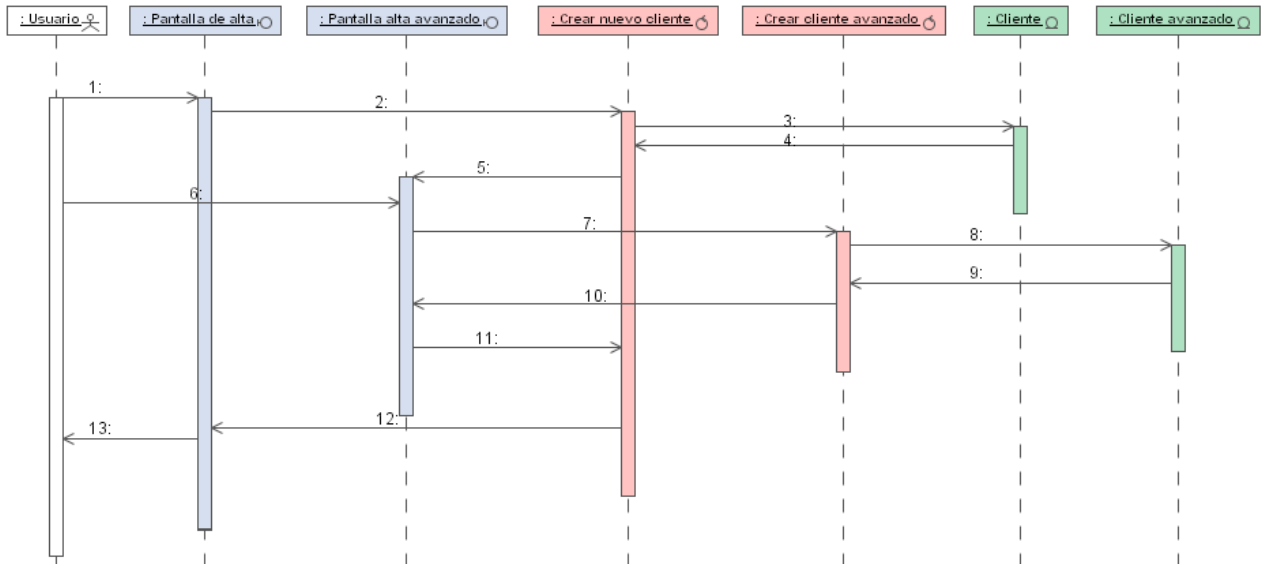 : Usuario
: Pantalla de alta
: Pantalla alta avanzado
: Crear nuevo cliente
: Crear cliente avanzado
: Cliente
: Cliente avanzado
1:
2:
3:
4:
5:
6:
7:
8:
9:
10:
11:
12:
13: